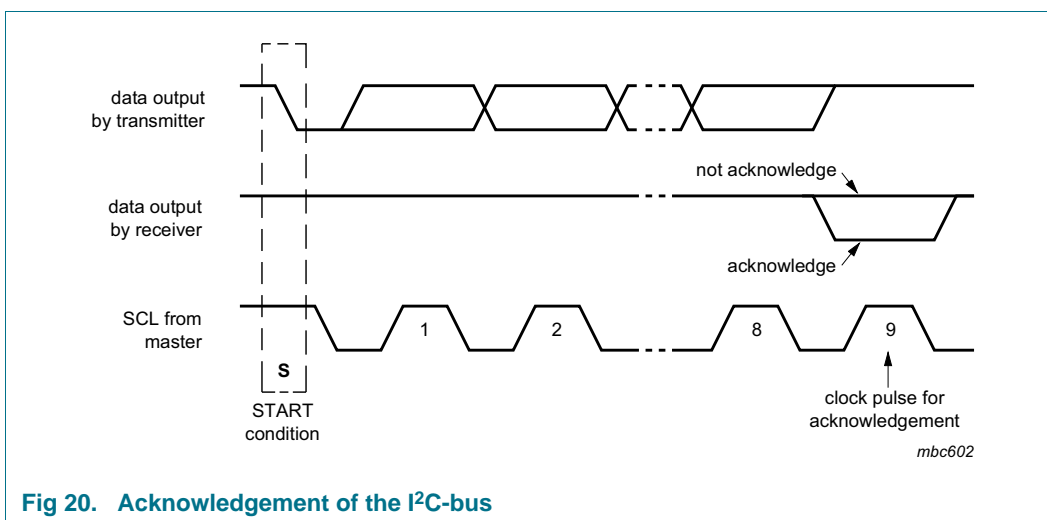 data output
by transmitter
not acknowledge
data output
by receiver
acknowledge
SCL from
master
1
2
8
9
S
START
condition
clock pulse for
acknowledgement
mbc602
Fig 20. Acknowledgement of the I²C-bus